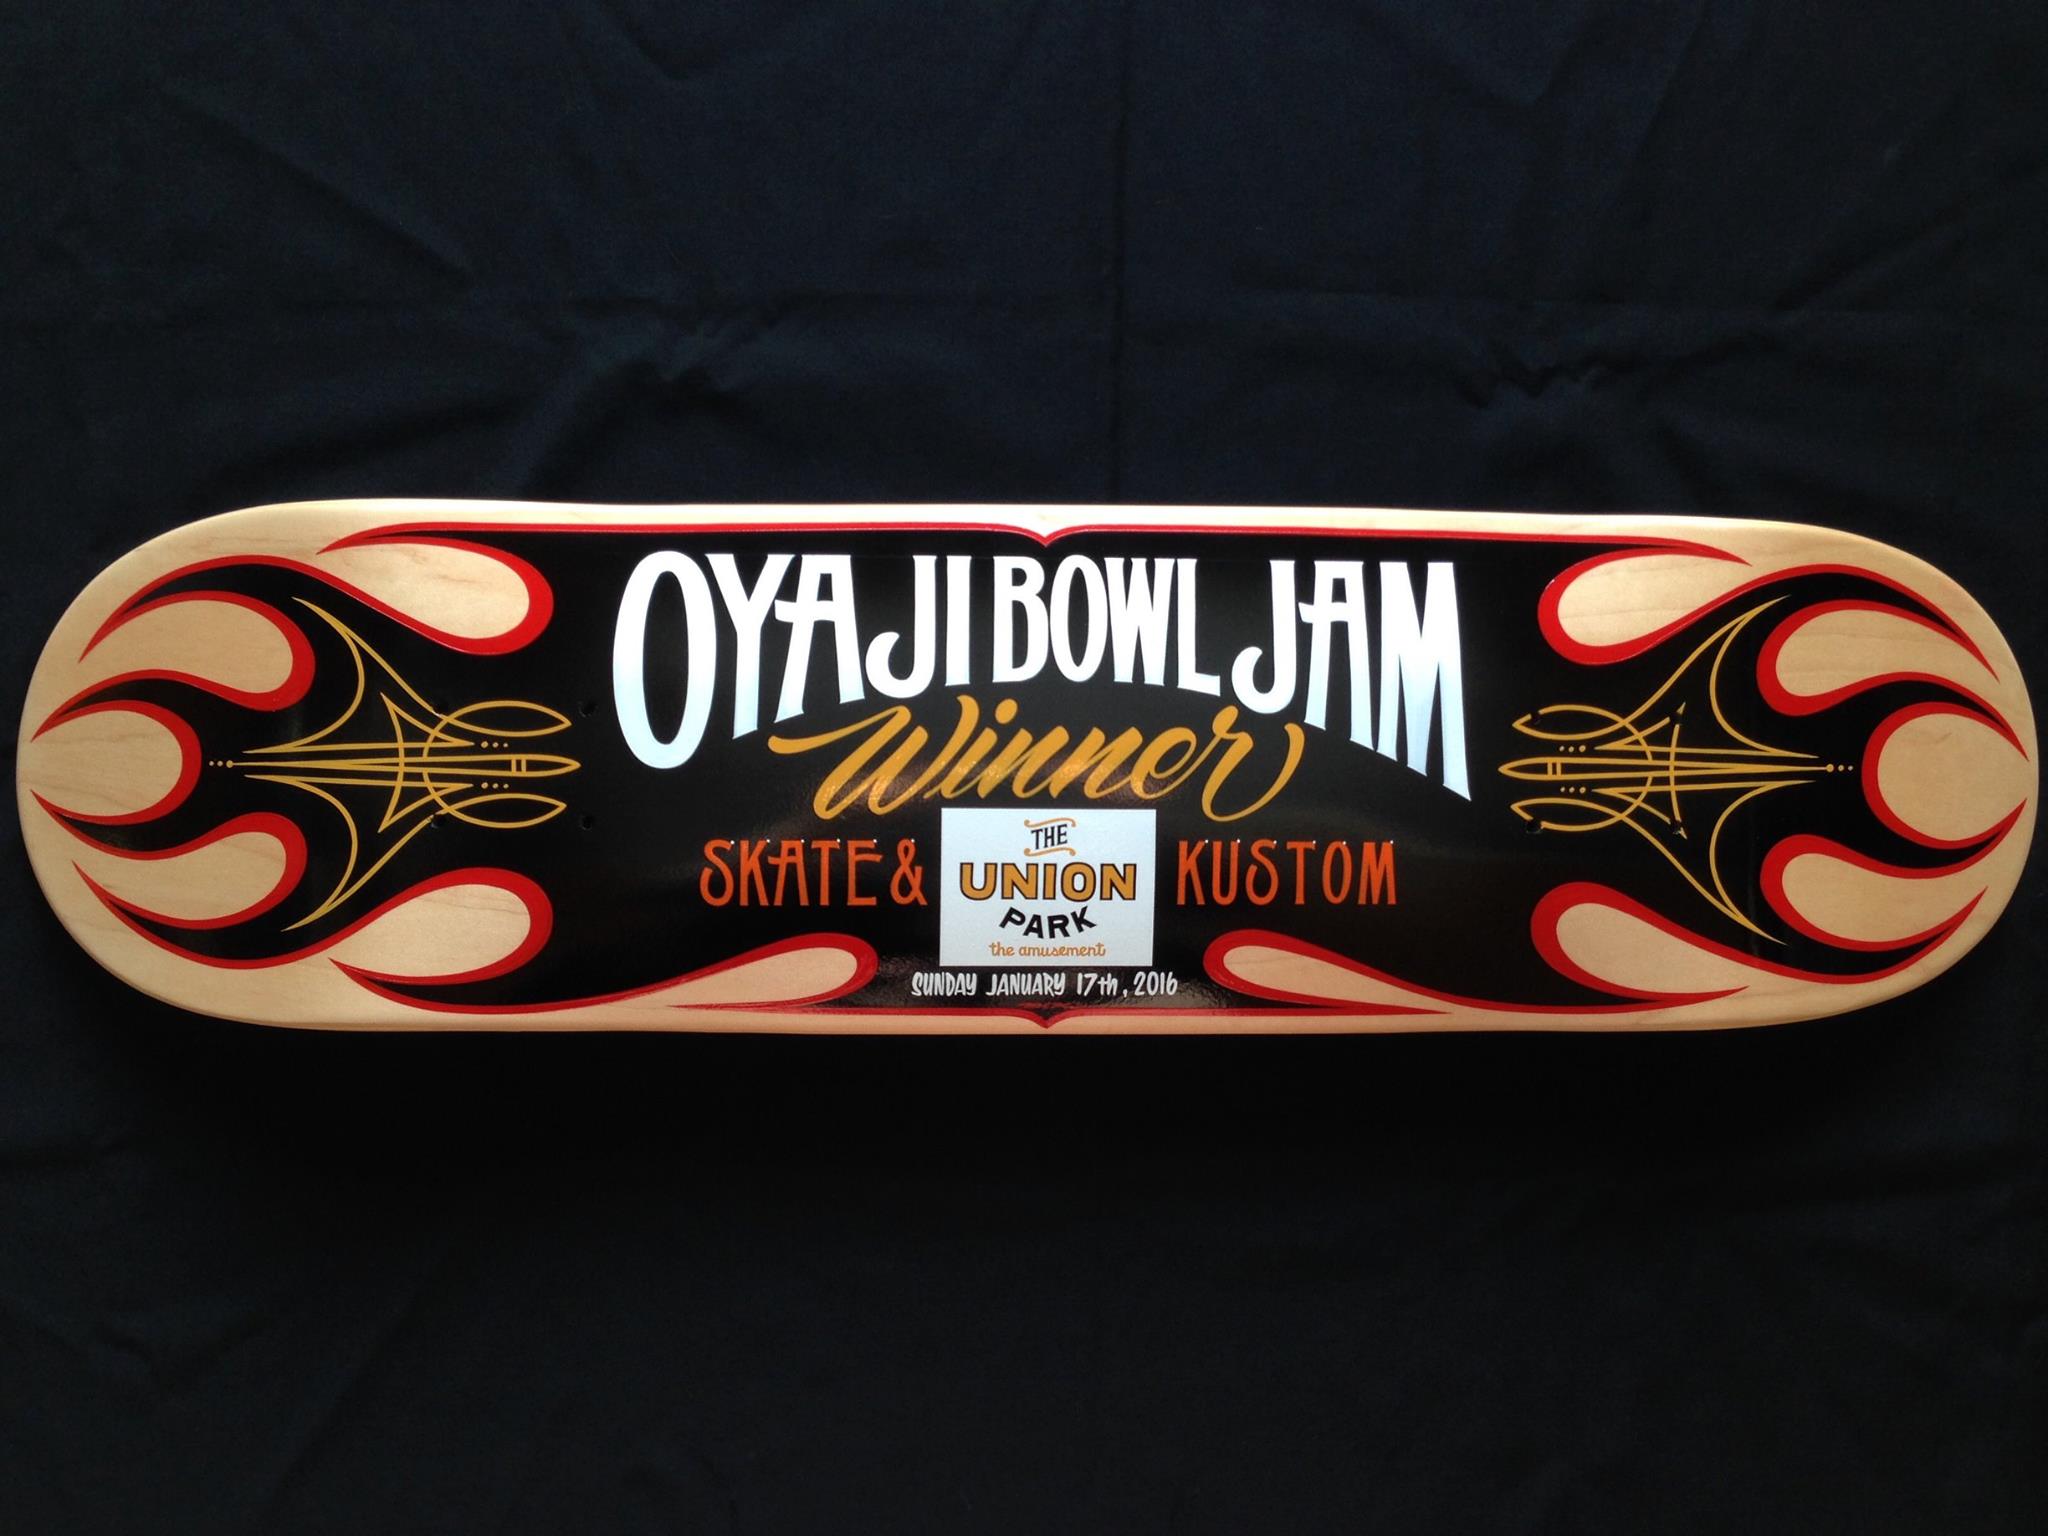 OYAJI BOWL JAM
Winner
SKATE & KUSTOM
THE
UNION
PARK
the amusement
SUNDAY JANUARY 17th, 2016